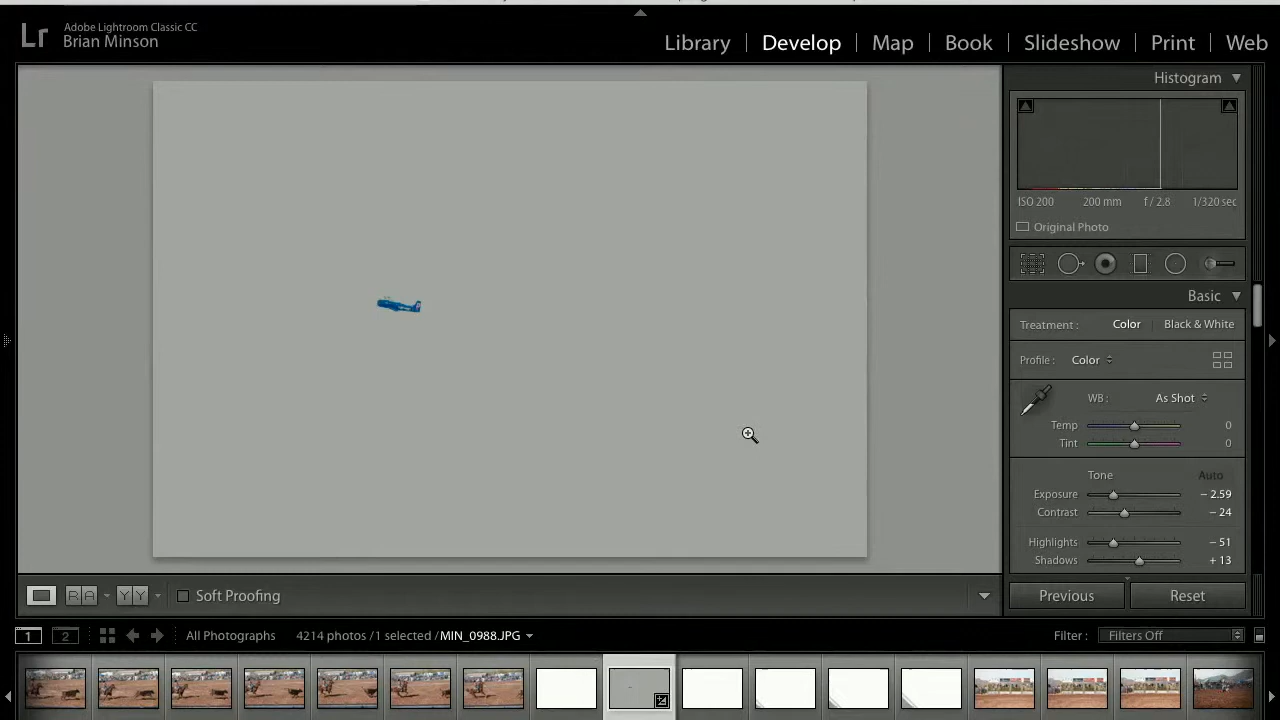 Lr
Adobe Lightroom Classic CC
Brian Minson
Library | Develop | Map | Book | Slideshow | Print | Web
Histogram
ISO 200 200 mm f / 2.8 1/320 sec
Original Photo
Basic
Treatment : Color Black & White
Profile : Color
WB : As Shot
Temp 0
Tint 0
Tone Auto
Exposure − 2.59
Contrast − 24
Highlights − 51
Shadows + 13
R A Y Y Soft Proofing
Previous Reset
1 2 All Photographs 4214 photos / 1 selected / MIN_0988.JPG Filter : Filters Off